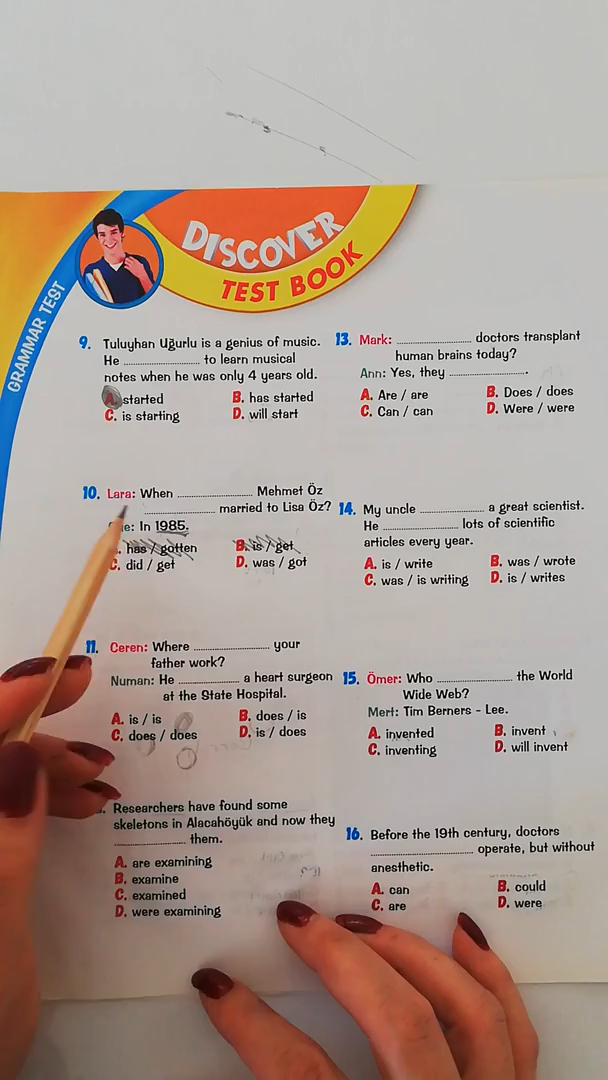 GRAMMAR TEST
DISCOVER
TEST BOOK
9. Tuluyhan Uğurlu is a genius of music.
He ........................ to learn musical
notes when he was only 4 years old.
A. started
B. has started
C. is starting
D. will start
10. Lara: When ........................ Mehmet Öz
........................ married to Lisa Öz?
In 1985.
has / gotten
B. is / get
C. did / get
D. was / got
11. Ceren: Where ........................ your
father work?
Numan: He .................... a heart surgeon
at the State Hospital.
A. is / is
B. does / is
C. does / does
D. is / does
Researchers have found some
skeletons in Alacahöyük and now they
........................ them.
A. are examining
B. examine
C. examined
D. were examining
13. Mark: ........................ doctors transplant
human brains today?
Ann: Yes, they ........................ .
A. Are / are
B. Does / does
C. Can / can
D. Were / were
14. My uncle .................... a great scientist.
He ........................ lots of scientific
articles every year.
A. is / write
B. was / wrote
C. was / is writing
D. is / writes
15. Ömer: Who ........................ the World
Wide Web?
Mert: Tim Berners - Lee.
A. invented
B. invent
C. inventing
D. will invent
16. Before the 19th century, doctors
................................ operate, but without
anesthetic.
A. can
B. could
C. are
D. were